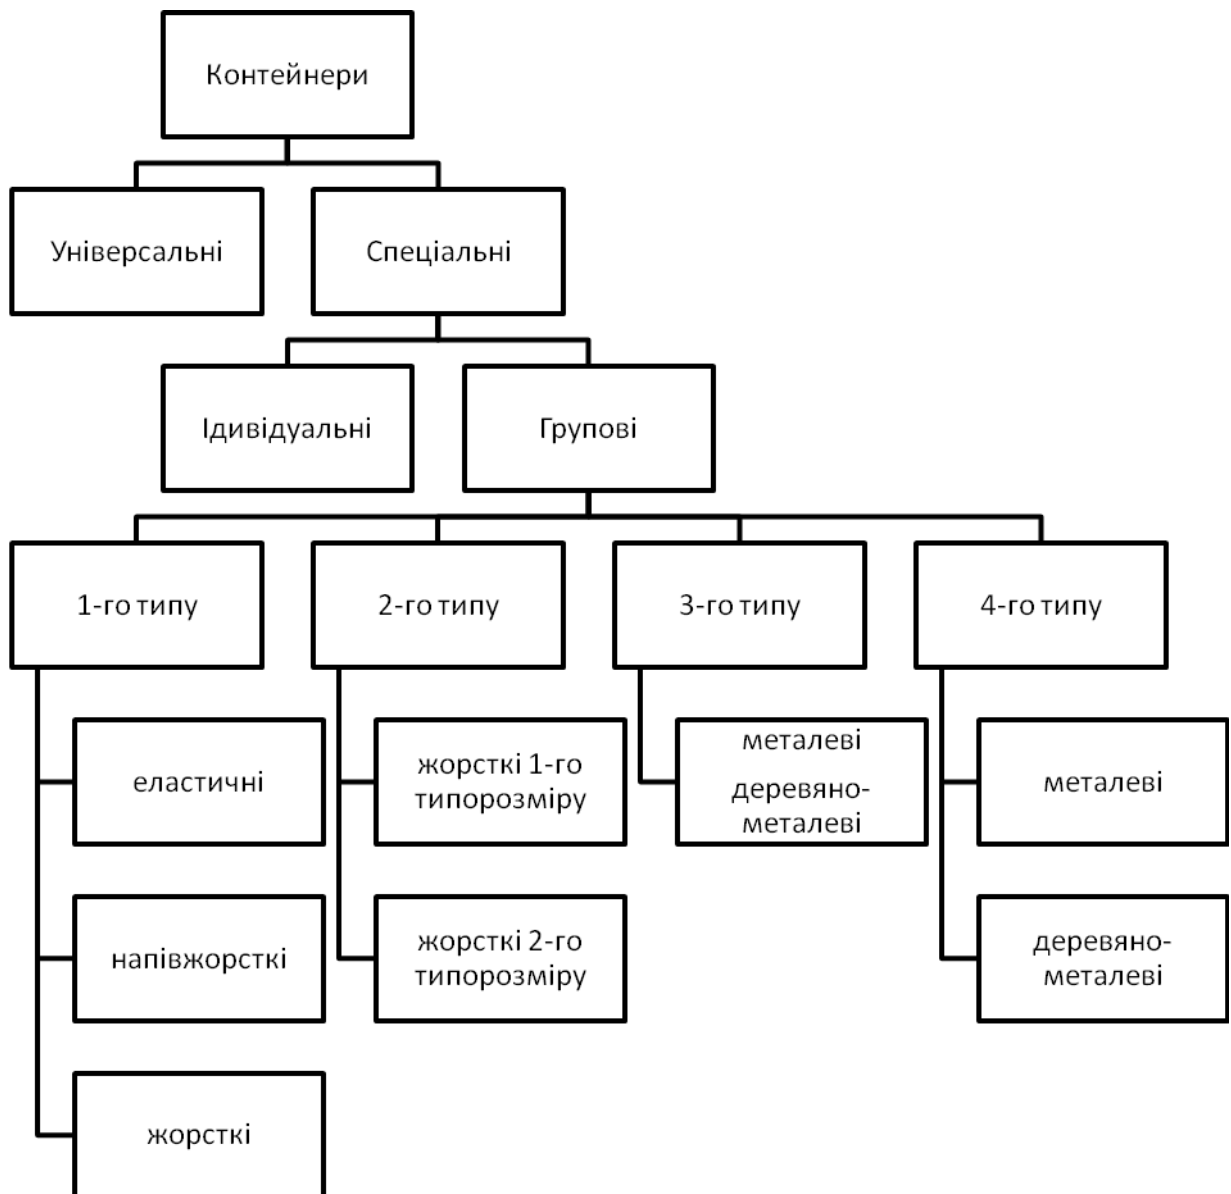 Контейнери
Універсальні
Спеціальні
Ідивідуальні
Групові
1-го типу
2-го типу
3-го типу
4-го типу
еластичні
жорсткі 1-го
типорозміру
металеві
деревяно-
металеві
металеві
напівжорсткі
жорсткі 2-го
типорозміру
деревяно-
металеві
жорсткі